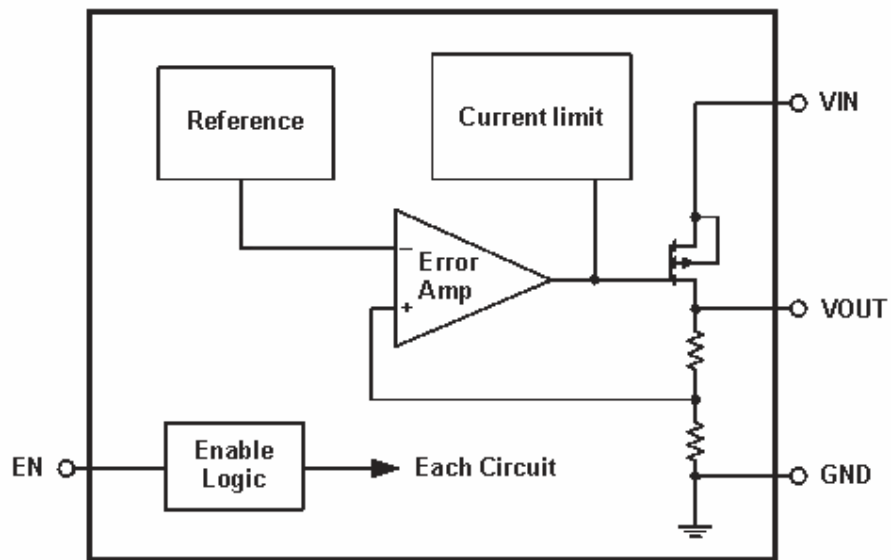 Reference
Current limit
VIN
−
Error
Amp
+
VOUT
EN
Enable
Logic
Each Circuit
GND